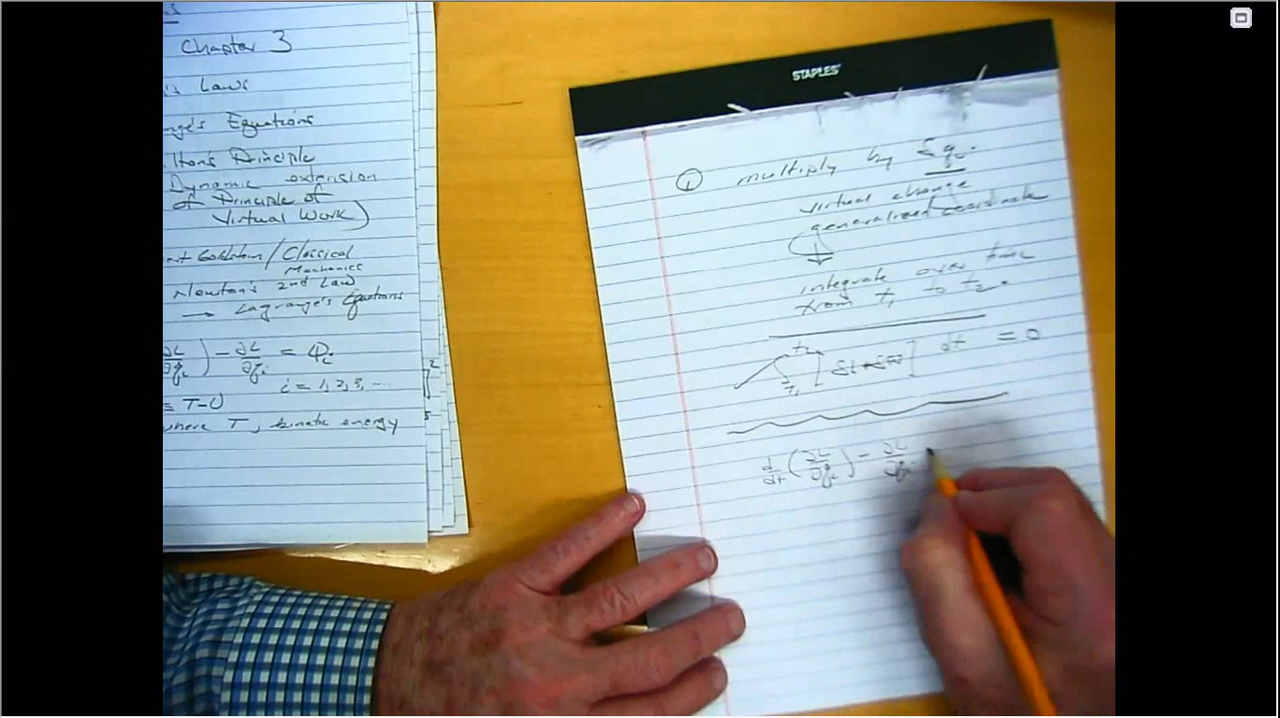 Chapter 3
Laws
Equations
Principle
Dynamic extension
of Principle of
Virtual Work)
Goldstein / Classical
Mechanics
Newton's 2nd Law
→ Lagrange's Equations
∂L/∂q̇ᵢ) − ∂L/∂qᵢ = Φᵢ
i = 1, 2, 3, ...
= T−U
where T, kinetic energy
STAPLES
① multiply by δqᵢ.
virtual change
generalized coordinate
integrate over time
from t₁ to t₂.
dt = 0
d/dt (∂L/∂q̇ᵢ) − ∂L/∂qᵢ